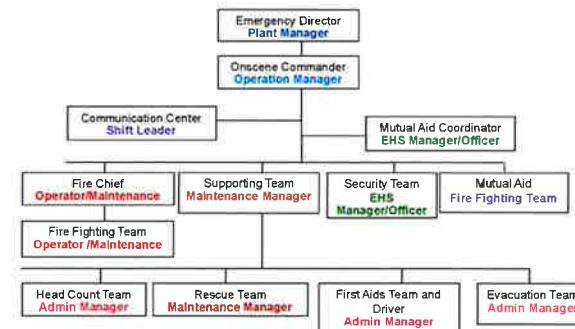 Emergency Director
Plant Manager
Onscene Commander
Operation Manager
Communication Center
Shift Leader
Mutual Aid Coordinator
EHS Manager/Officer
Fire Chief
Operator/Maintenance
Supporting Team
Maintenance Manager
Security Team
EHS
Manager/Officer
Mutual Aid
Fire Fighting Team
Fire Fighting Team
Operator /Maintenance
Head Count Team
Admin Manager
Rescue Team
Maintenance Manager
First Aids Team and
Driver
Admin Manager
Evacuation Team
Admin Manager